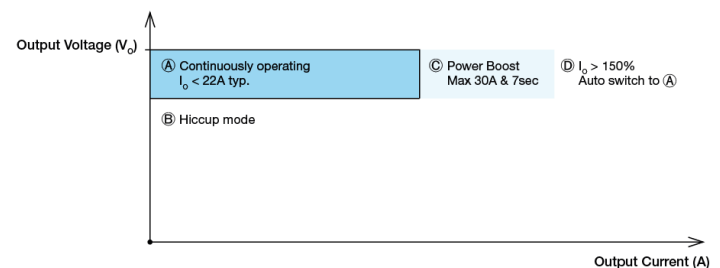 Output Voltage (Vo)
Ⓐ Continuously operating
Io < 22A typ.
Ⓒ Power Boost
Max 30A & 7sec
Ⓓ Io > 150%
Auto switch to Ⓐ
Ⓑ Hiccup mode
Output Current (A)